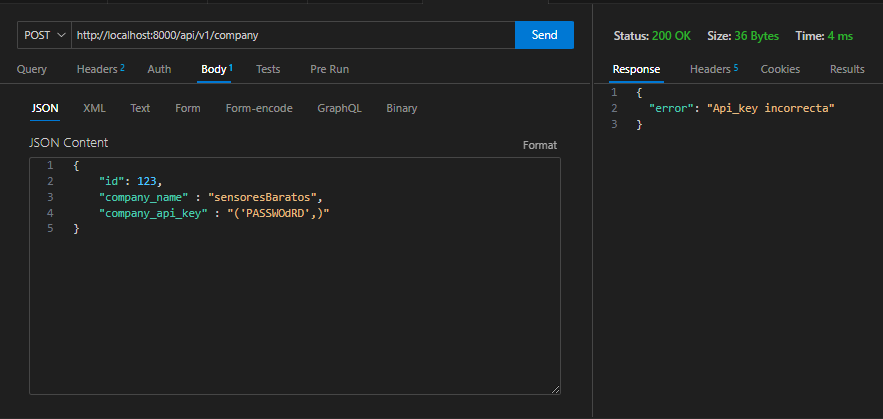 POST http://localhost:8000/api/v1/company Send
Query Headers 2 Auth Body 1 Tests Pre Run
JSON XML Text Form Form-encode GraphQL Binary
JSON Content Format
1 {
2 "id": 123,
3 "company_name" : "sensoresBaratos",
4 "company_api_key" : "('PASSWOdRD',)"
5 }
Status: 200 OK Size: 36 Bytes Time: 4 ms
Response Headers 5 Cookies Results
1 {
2 "error": "Api_key incorrecta"
3 }